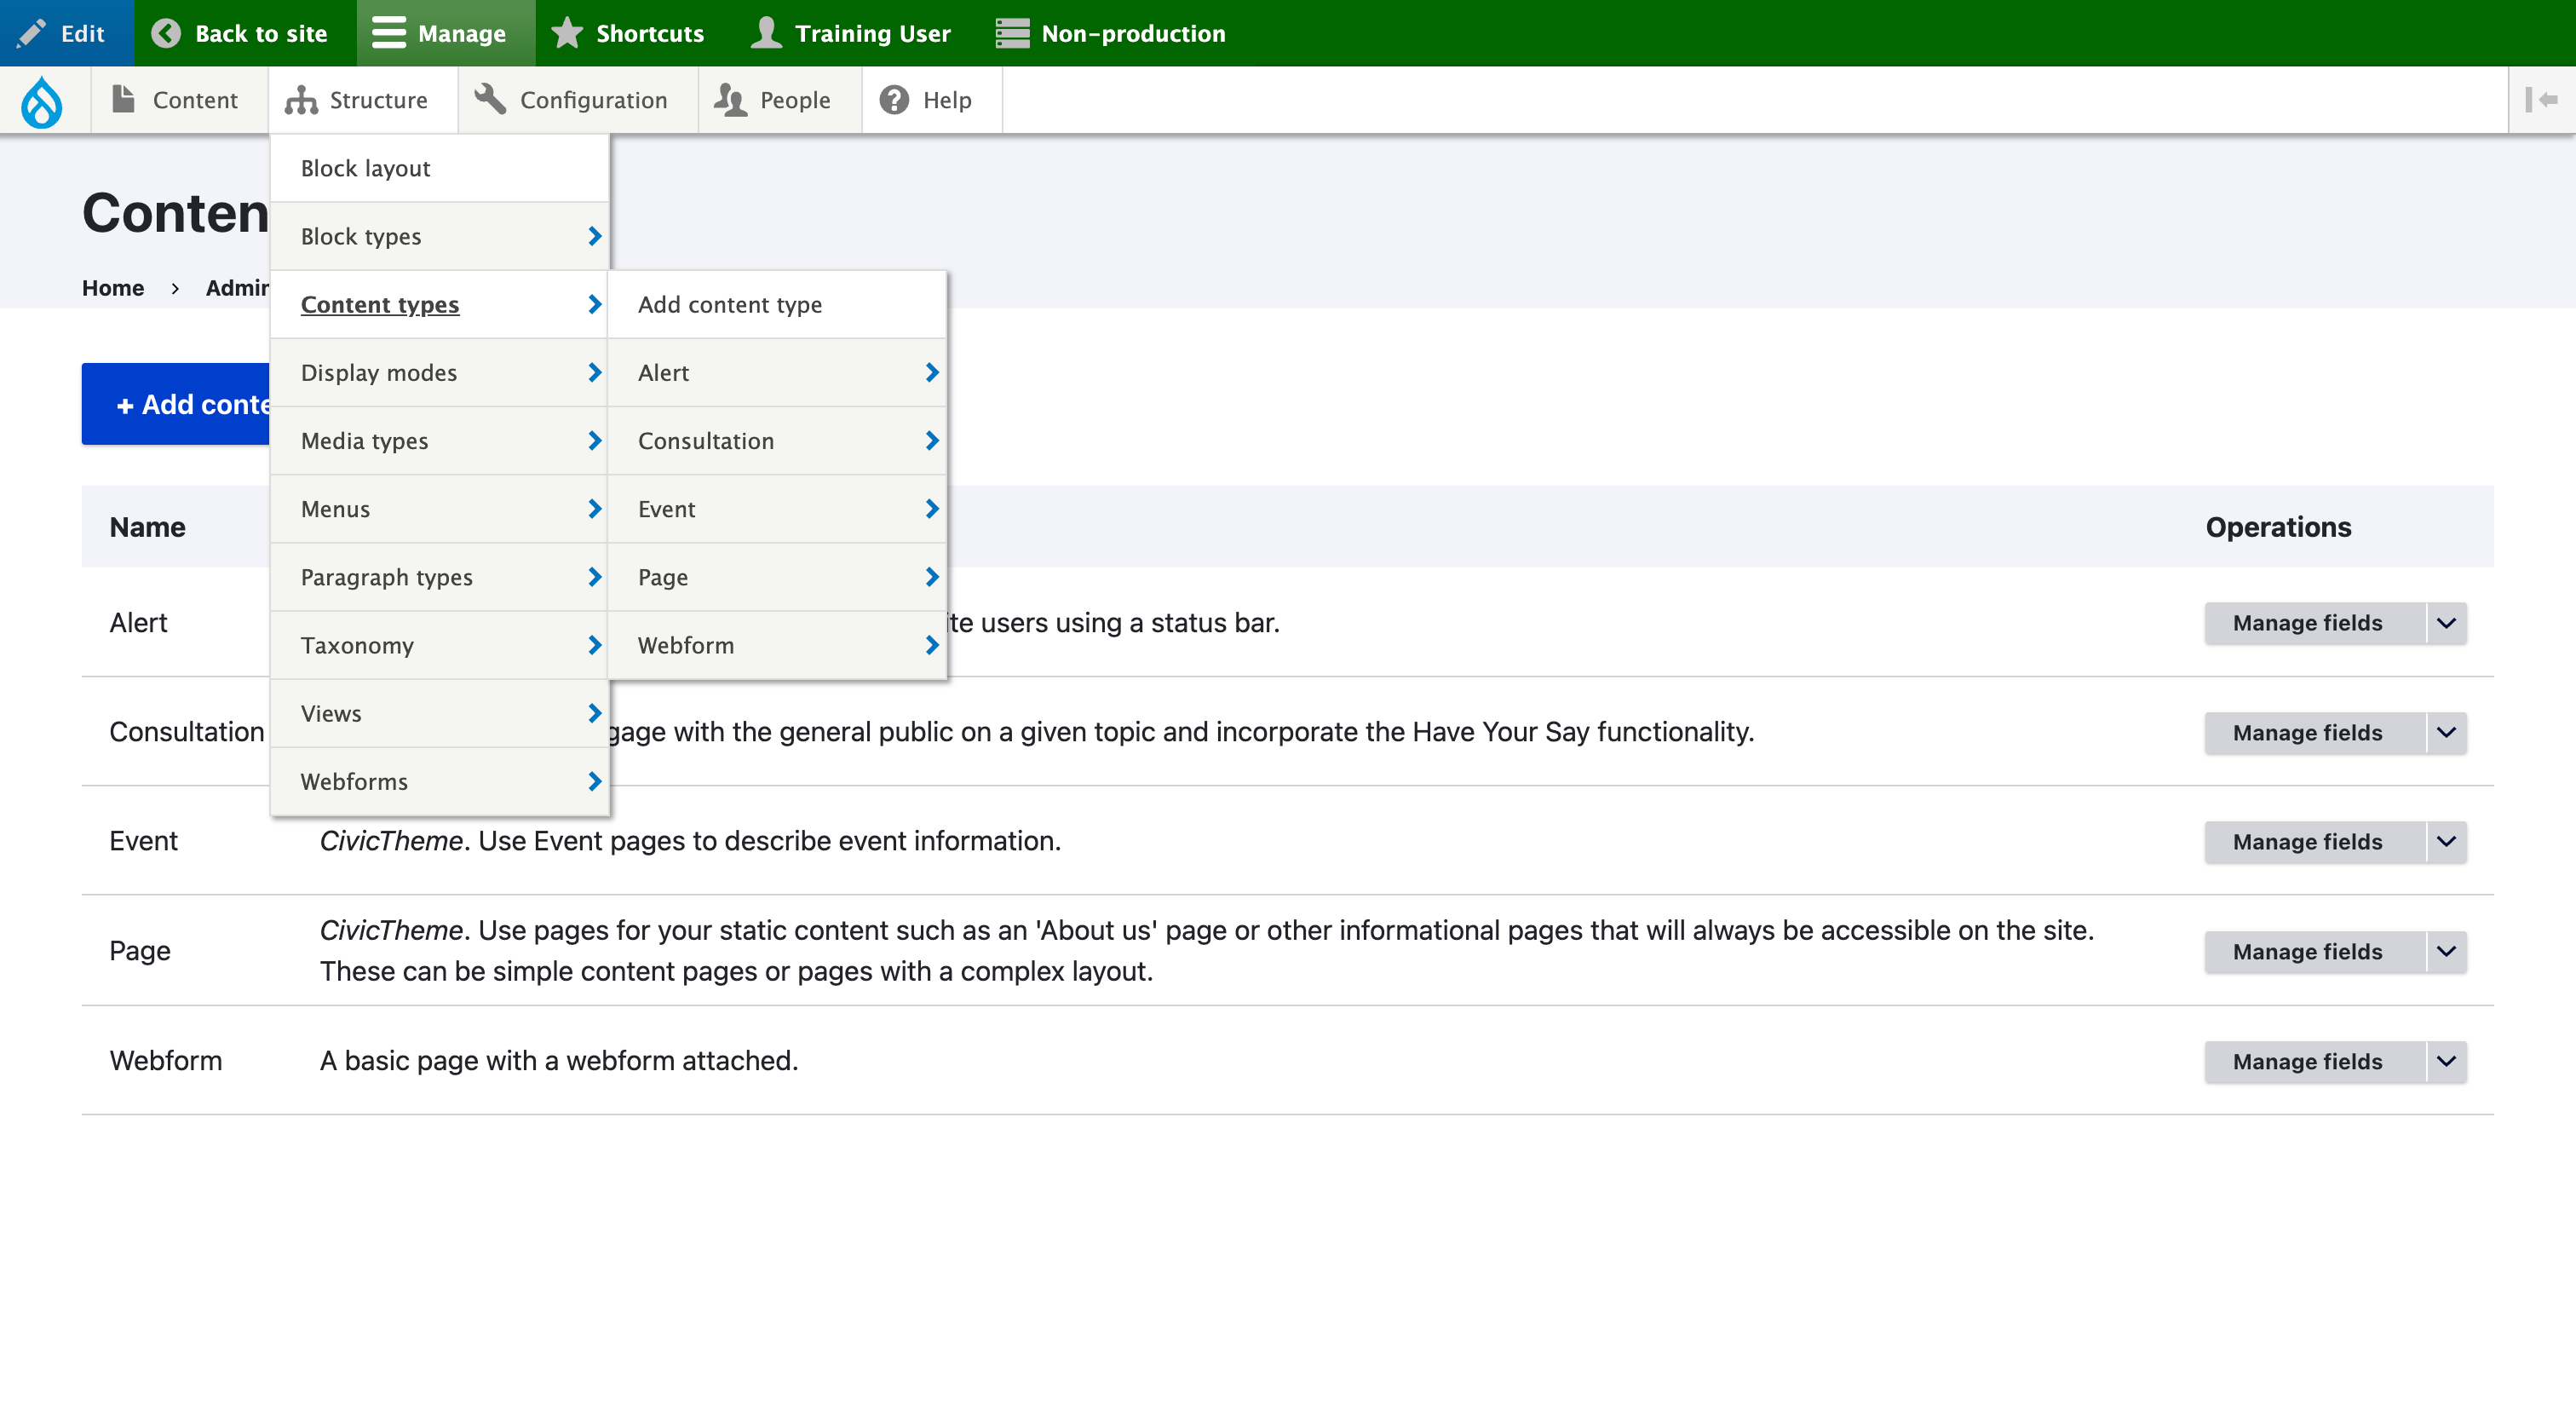 Edit Back to site Manage Shortcuts Training User Non-production
Content Structure Configuration People Help
Block layout
Block types
Content types
Display modes
Media types
Menus
Paragraph types
Taxonomy
Views
Webforms
Add content type
Alert
Consultation
Event
Page
Webform
Conten
Home › Admin
+ Add conte
Name Operations
Alert ite users using a status bar. Manage fields
Consultation gage with the general public on a given topic and incorporate the Have Your Say functionality. Manage fields
Event CivicTheme. Use Event pages to describe event information. Manage fields
Page CivicTheme. Use pages for your static content such as an 'About us' page or other informational pages that will always be accessible on the site. Manage fields
These can be simple content pages or pages with a complex layout.
Webform A basic page with a webform attached. Manage fields